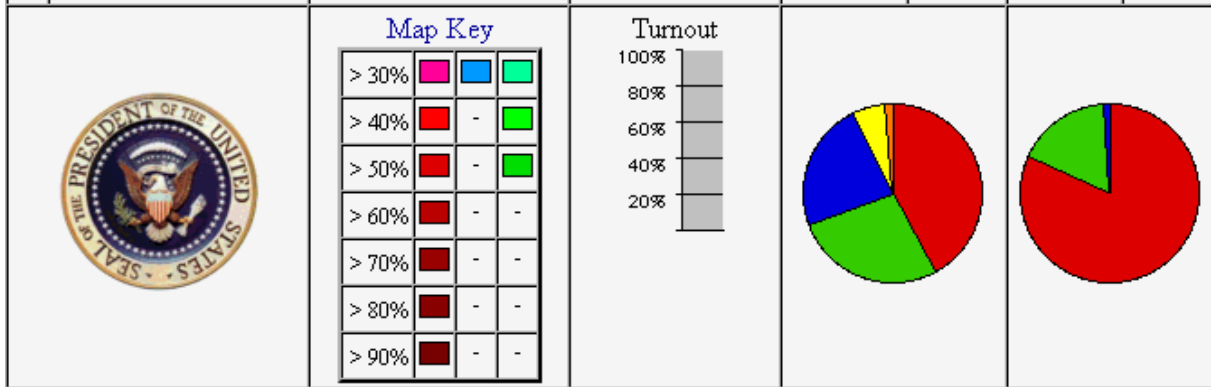 SEAL OF THE PRESIDENT OF THE UNITED STATES
Map Key
> 30%
> 40% -
> 50% -
> 60% - -
> 70% - -
> 80% - -
> 90% - -
Turnout
100%
80%
60%
40%
20%